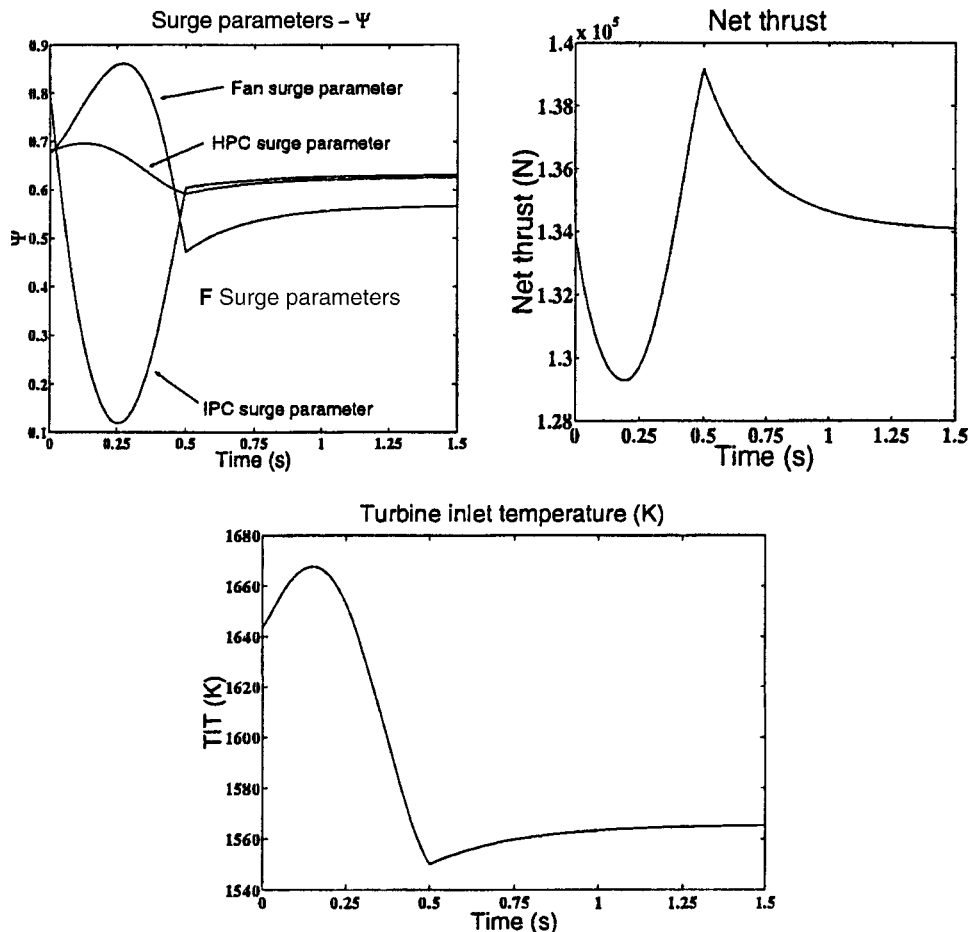 Surge parameters – Ψ
0.9
0.8
0.7
0.6
0.5
0.4
0.3
0.2
0.1
Ψ
Fan surge parameter
HPC surge parameter
F Surge parameters
IPC surge parameter
0 0.25 0.5 0.75 1 1.25 1.5
Time (s)
Net thrust
x 10⁵
1.4
1.38
1.36
1.34
1.32
1.3
1.28
Net thrust (N)
0 0.25 0.5 0.75 1 1.25 1.5
Time (s)
Turbine inlet temperature (K)
1680
1660
1640
1620
1600
1580
1560
1540
TIT (K)
0 0.25 0.5 0.75 1 1.25 1.5
Time (s)